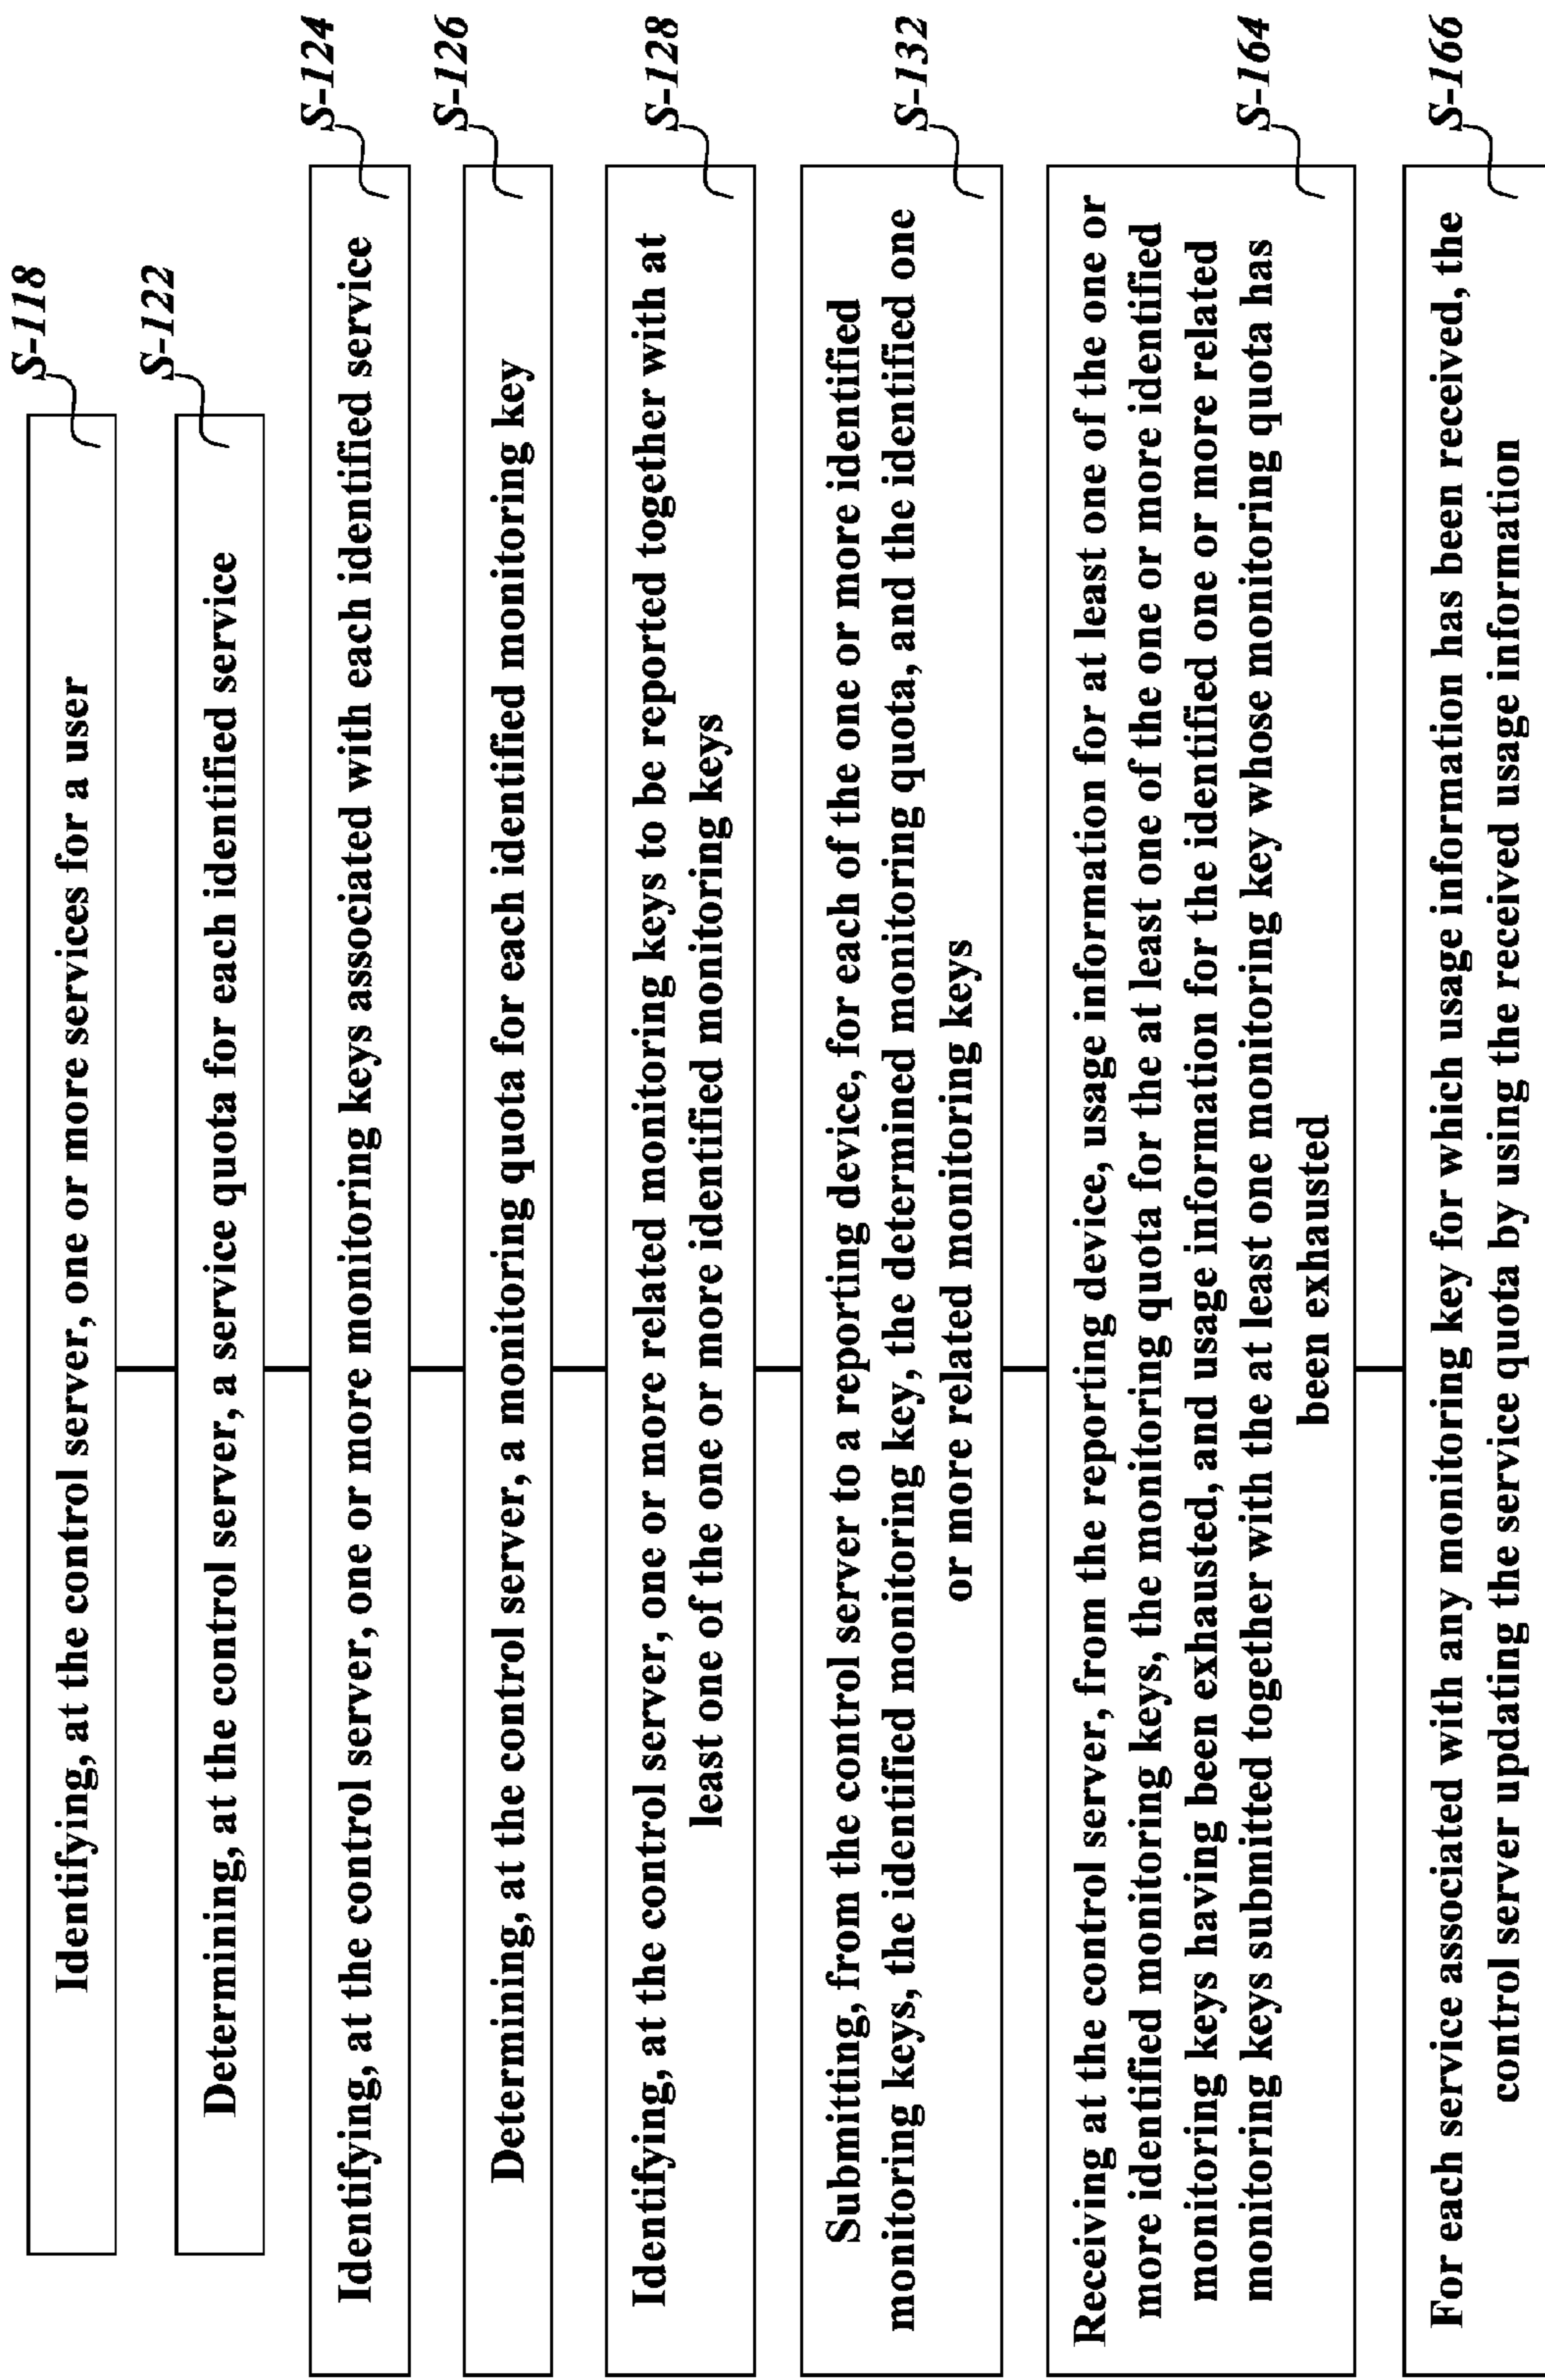 S-118
Identifying, at the control server, one or more services for a user
S-122
Determining, at the control server, a service quota for each identified service
S-124
Identifying, at the control server, one or more monitoring keys associated with each identified service
S-126
Determining, at the control server, a monitoring quota for each identified monitoring key
S-128
Identifying, at the control server, one or more related monitoring keys to be reported together with at
least one of the one or more identified monitoring keys
S-132
Submitting, from the control server to a reporting device, for each of the one or more identified
monitoring keys, the identified monitoring key, the determined monitoring quota, and the identified one
or more related monitoring keys
S-164
Receiving at the control server, from the reporting device, usage information for at least one of the one or
more identified monitoring keys, the monitoring quota for the at least one of the one or more identified
monitoring keys having been exhausted, and usage information for the identified one or more related
monitoring keys submitted together with the at least one monitoring key whose monitoring quota has
been exhausted
S-166
For each service associated with any monitoring key for which usage information has been received, the
control server updating the service quota by using the received usage information